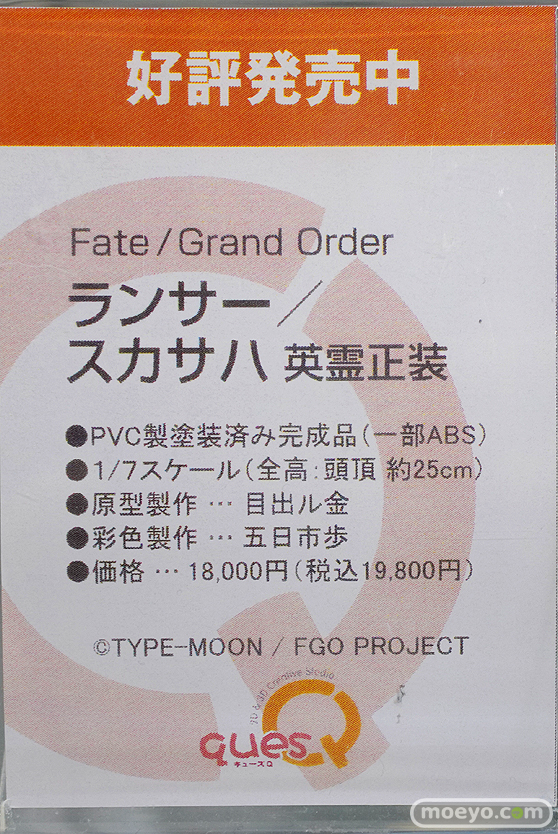 好評発売中
Fate/Grand Order
ランサー/
スカサハ 英霊正装
●PVC製塗装済み完成品(一部ABS)
●1/7スケール(全高:頭頂 約25cm)
●原型製作 … 目出ル金
●彩色製作 … 五日市歩
●価格 … 18,000円(税込19,800円)
©TYPE-MOON / FGO PROJECT
2D & 3D Creative Studio
quesQ
キューズQ
moeyo.com